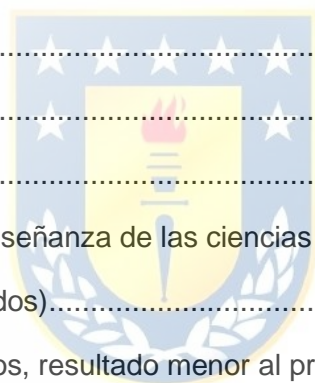 ................................
................................
................................
señanza de las ciencias
dos)................................
os, resultado menor al pr